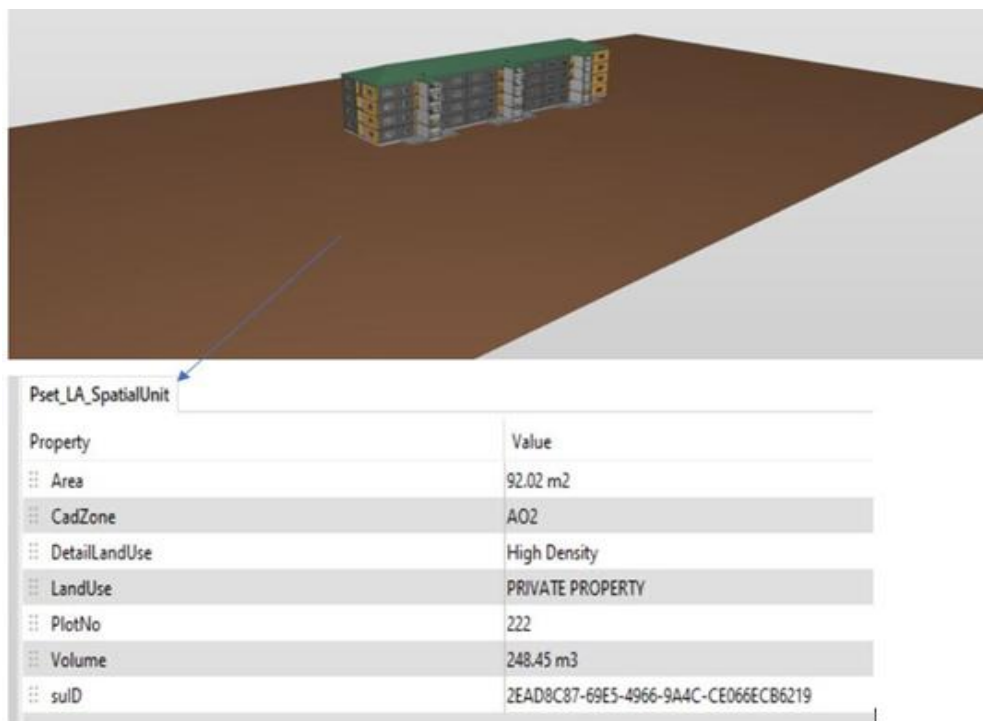 Pset_LA_SpatialUnit
Property Value
Area 92.02 m2
CadZone AO2
DetailLandUse High Density
LandUse PRIVATE PROPERTY
PlotNo 222
Volume 248.45 m3
suID 2EAD8C87-69E5-4966-9A4C-CE066ECB6219